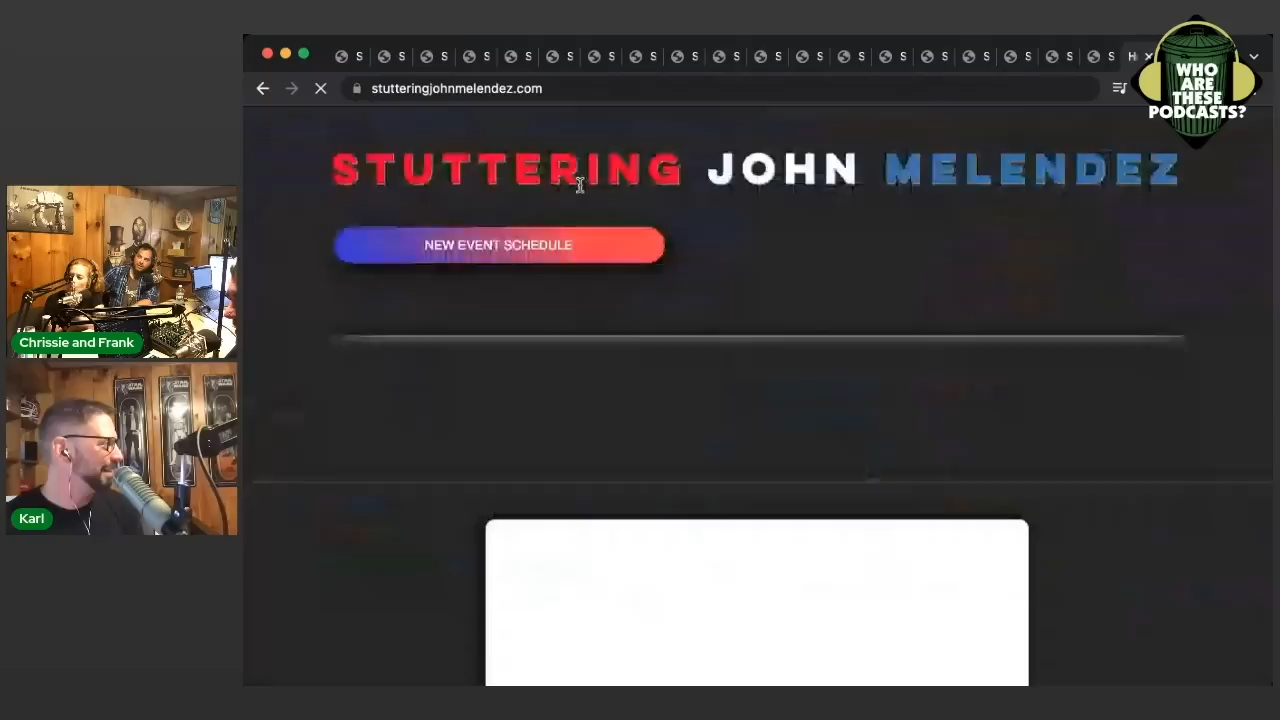 S S S S S S S S S S S S S S S S S S S H
stutteringjohnmelendez.com
WHO
ARE
THESE
PODCASTS?
STUTTERING JOHN MELENDEZ
NEW EVENT SCHEDULE
Chrissie and Frank
Karl